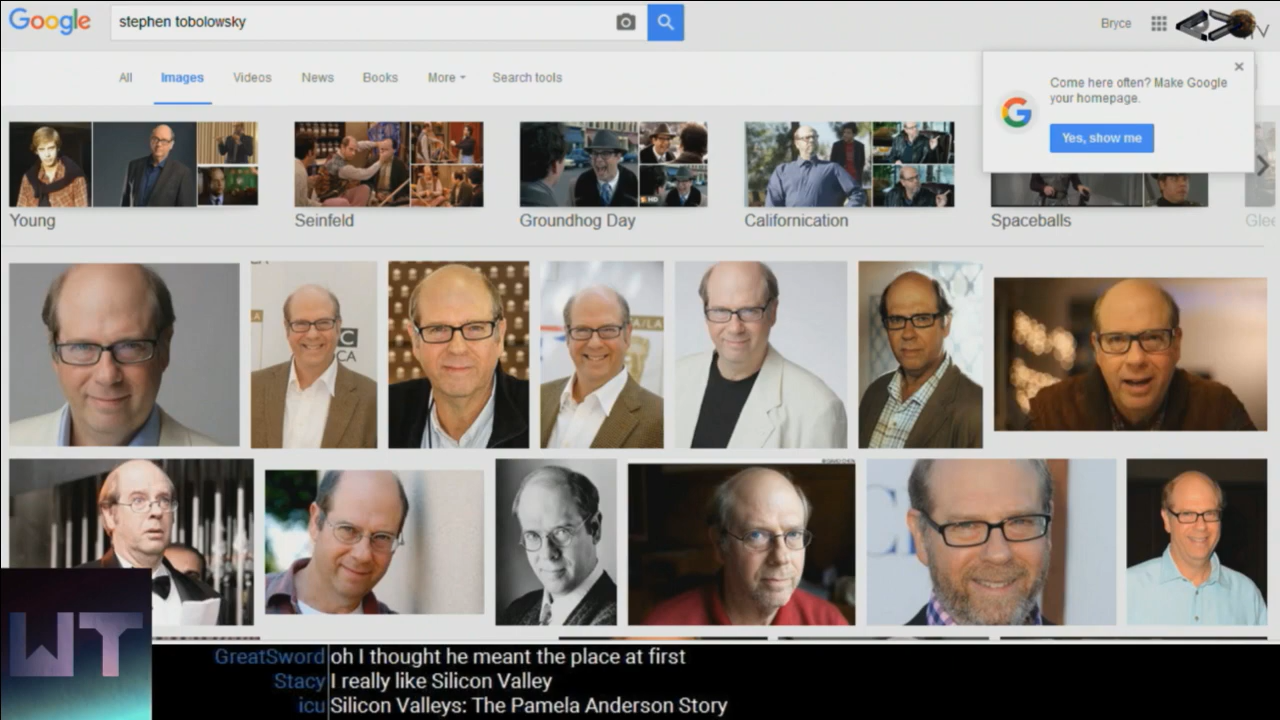 Google
stephen tobolowsky
Bryce
All
Images
Videos
News
Books
More
Search tools
Come here often? Make Google
your homepage.
Yes, show me
HD
Young
Seinfeld
Groundhog Day
Californication
Spaceballs
Glee
WT
GreatSword oh I thought he meant the place at first
Stacy I really like Silicon Valley
icu Silicon Valleys: The Pamela Anderson Story